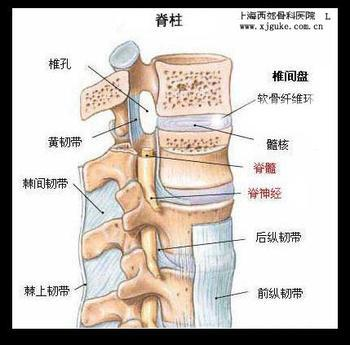 上海西郊骨科医院 L
www.xjguke.com.cn
脊柱
椎孔
椎间盘
软骨纤维环
黄韧带
髓核
脊髓
棘间韧带
脊神经
后纵韧带
棘上韧带
前纵韧带